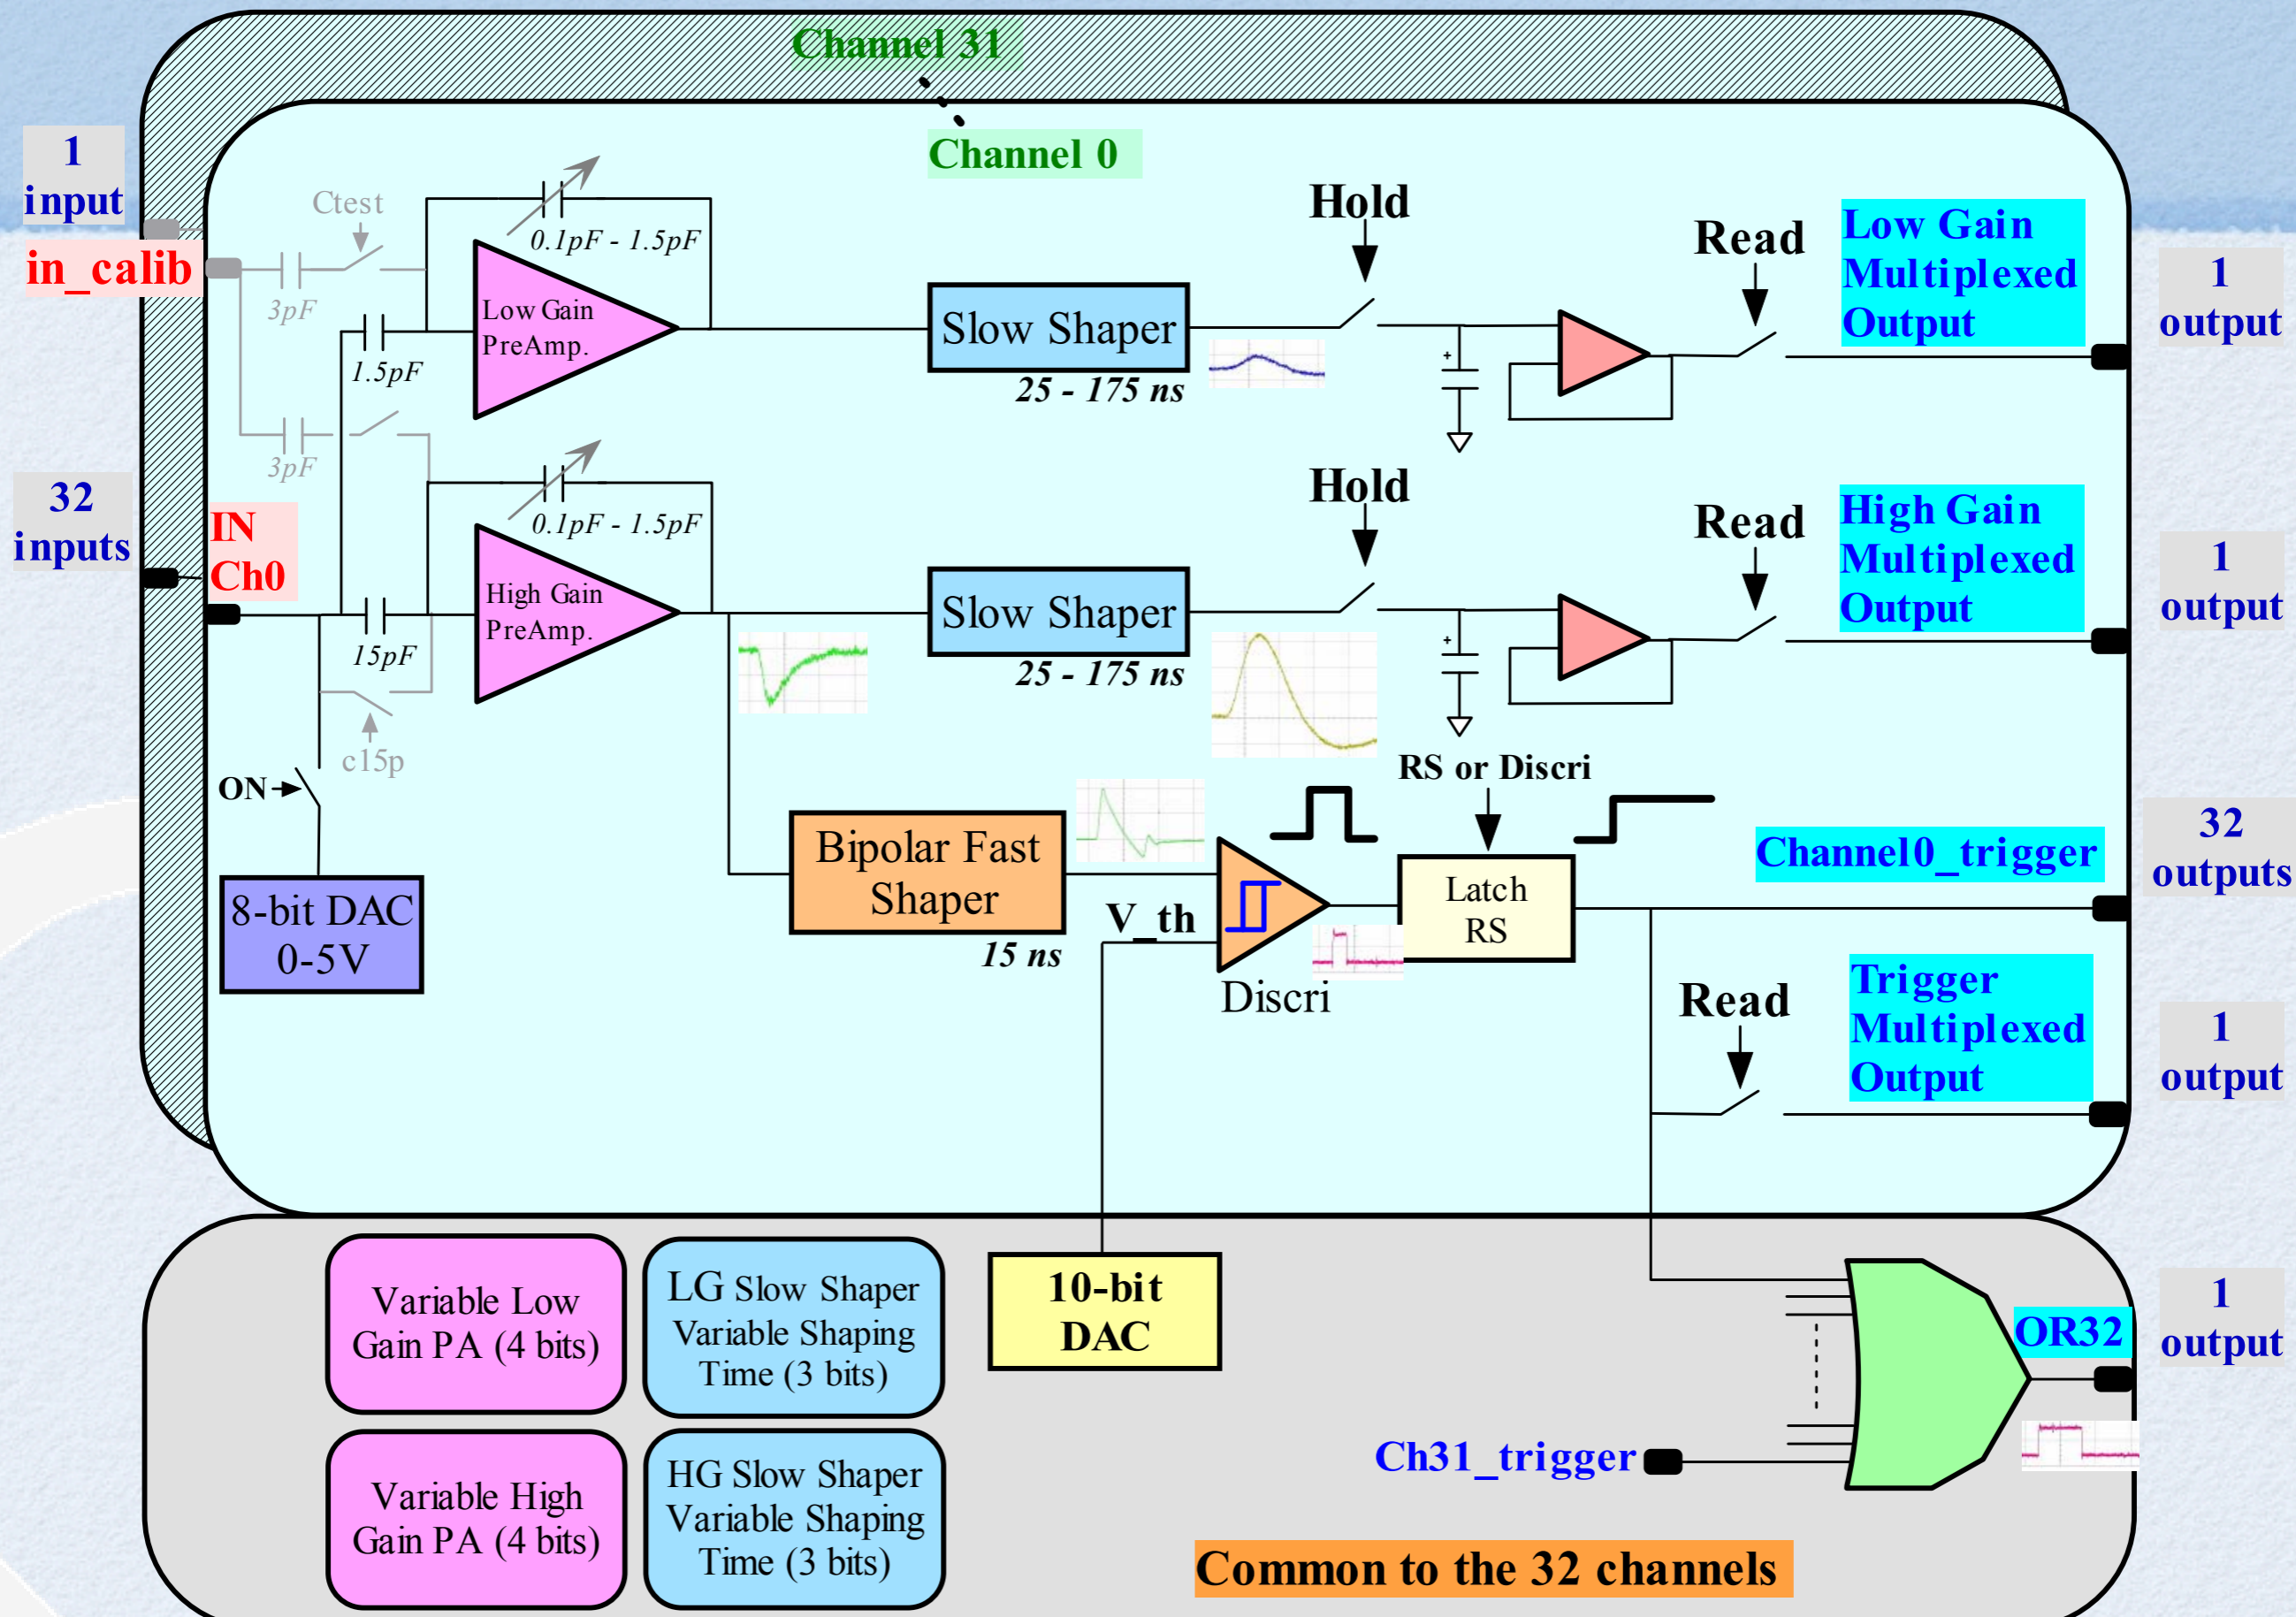 Channel 31
Channel 0
1
input
in_calib
Ctest
3pF
1.5pF
0.1pF - 1.5pF
Low Gain
PreAmp.
Slow Shaper
25 - 175 ns
Hold
Read
Low Gain
Multiplexed
Output
1
output
32
inputs
IN
Ch0
3pF
15pF
c15p
0.1pF - 1.5pF
High Gain
PreAmp.
Slow Shaper
25 - 175 ns
Hold
Read
High Gain
Multiplexed
Output
1
output
ON
8-bit DAC
0-5V
Bipolar Fast
Shaper
15 ns
V_th
Discri
RS or Discri
Latch
RS
Channel0_trigger
32
outputs
Read
Trigger
Multiplexed
Output
1
output
Variable Low
Gain PA (4 bits)
LG Slow Shaper
Variable Shaping
Time (3 bits)
10-bit
DAC
OR32
1
output
Variable High
Gain PA (4 bits)
HG Slow Shaper
Variable Shaping
Time (3 bits)
Ch31_trigger
Common to the 32 channels